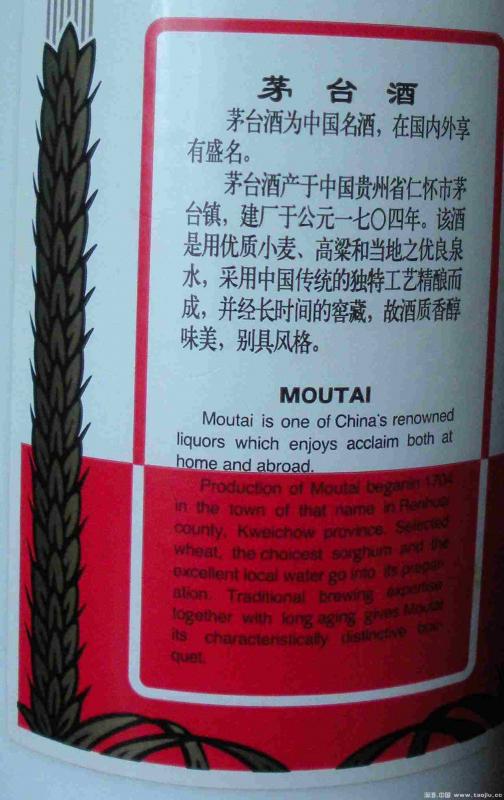 茅台酒
茅台酒为中国名酒，在国内外享
有盛名。
茅台酒产于中国贵州省仁怀市茅
台镇，建厂于公元一七〇四年。该酒
是用优质小麦、高粱和当地之优良泉
水，采用中国传统的独特工艺精酿而
成，并经长时间的窖藏，故酒质香醇
味美，别具风格。
MOUTAI
Moutai is one of China's renowned
liquors which enjoys acclaim both at
home and abroad.
Production of Moutai beganin 1704
in the town of that name in Renhuai
county, Kweichow province. Selected
wheat, the choicest sorghum and the
excellent local water go into its prepar-
ation. Traditional brewing expertise
together with long aging gives Moutai
its characteristically distinctive bou-
quet.
www.taojiu.cc